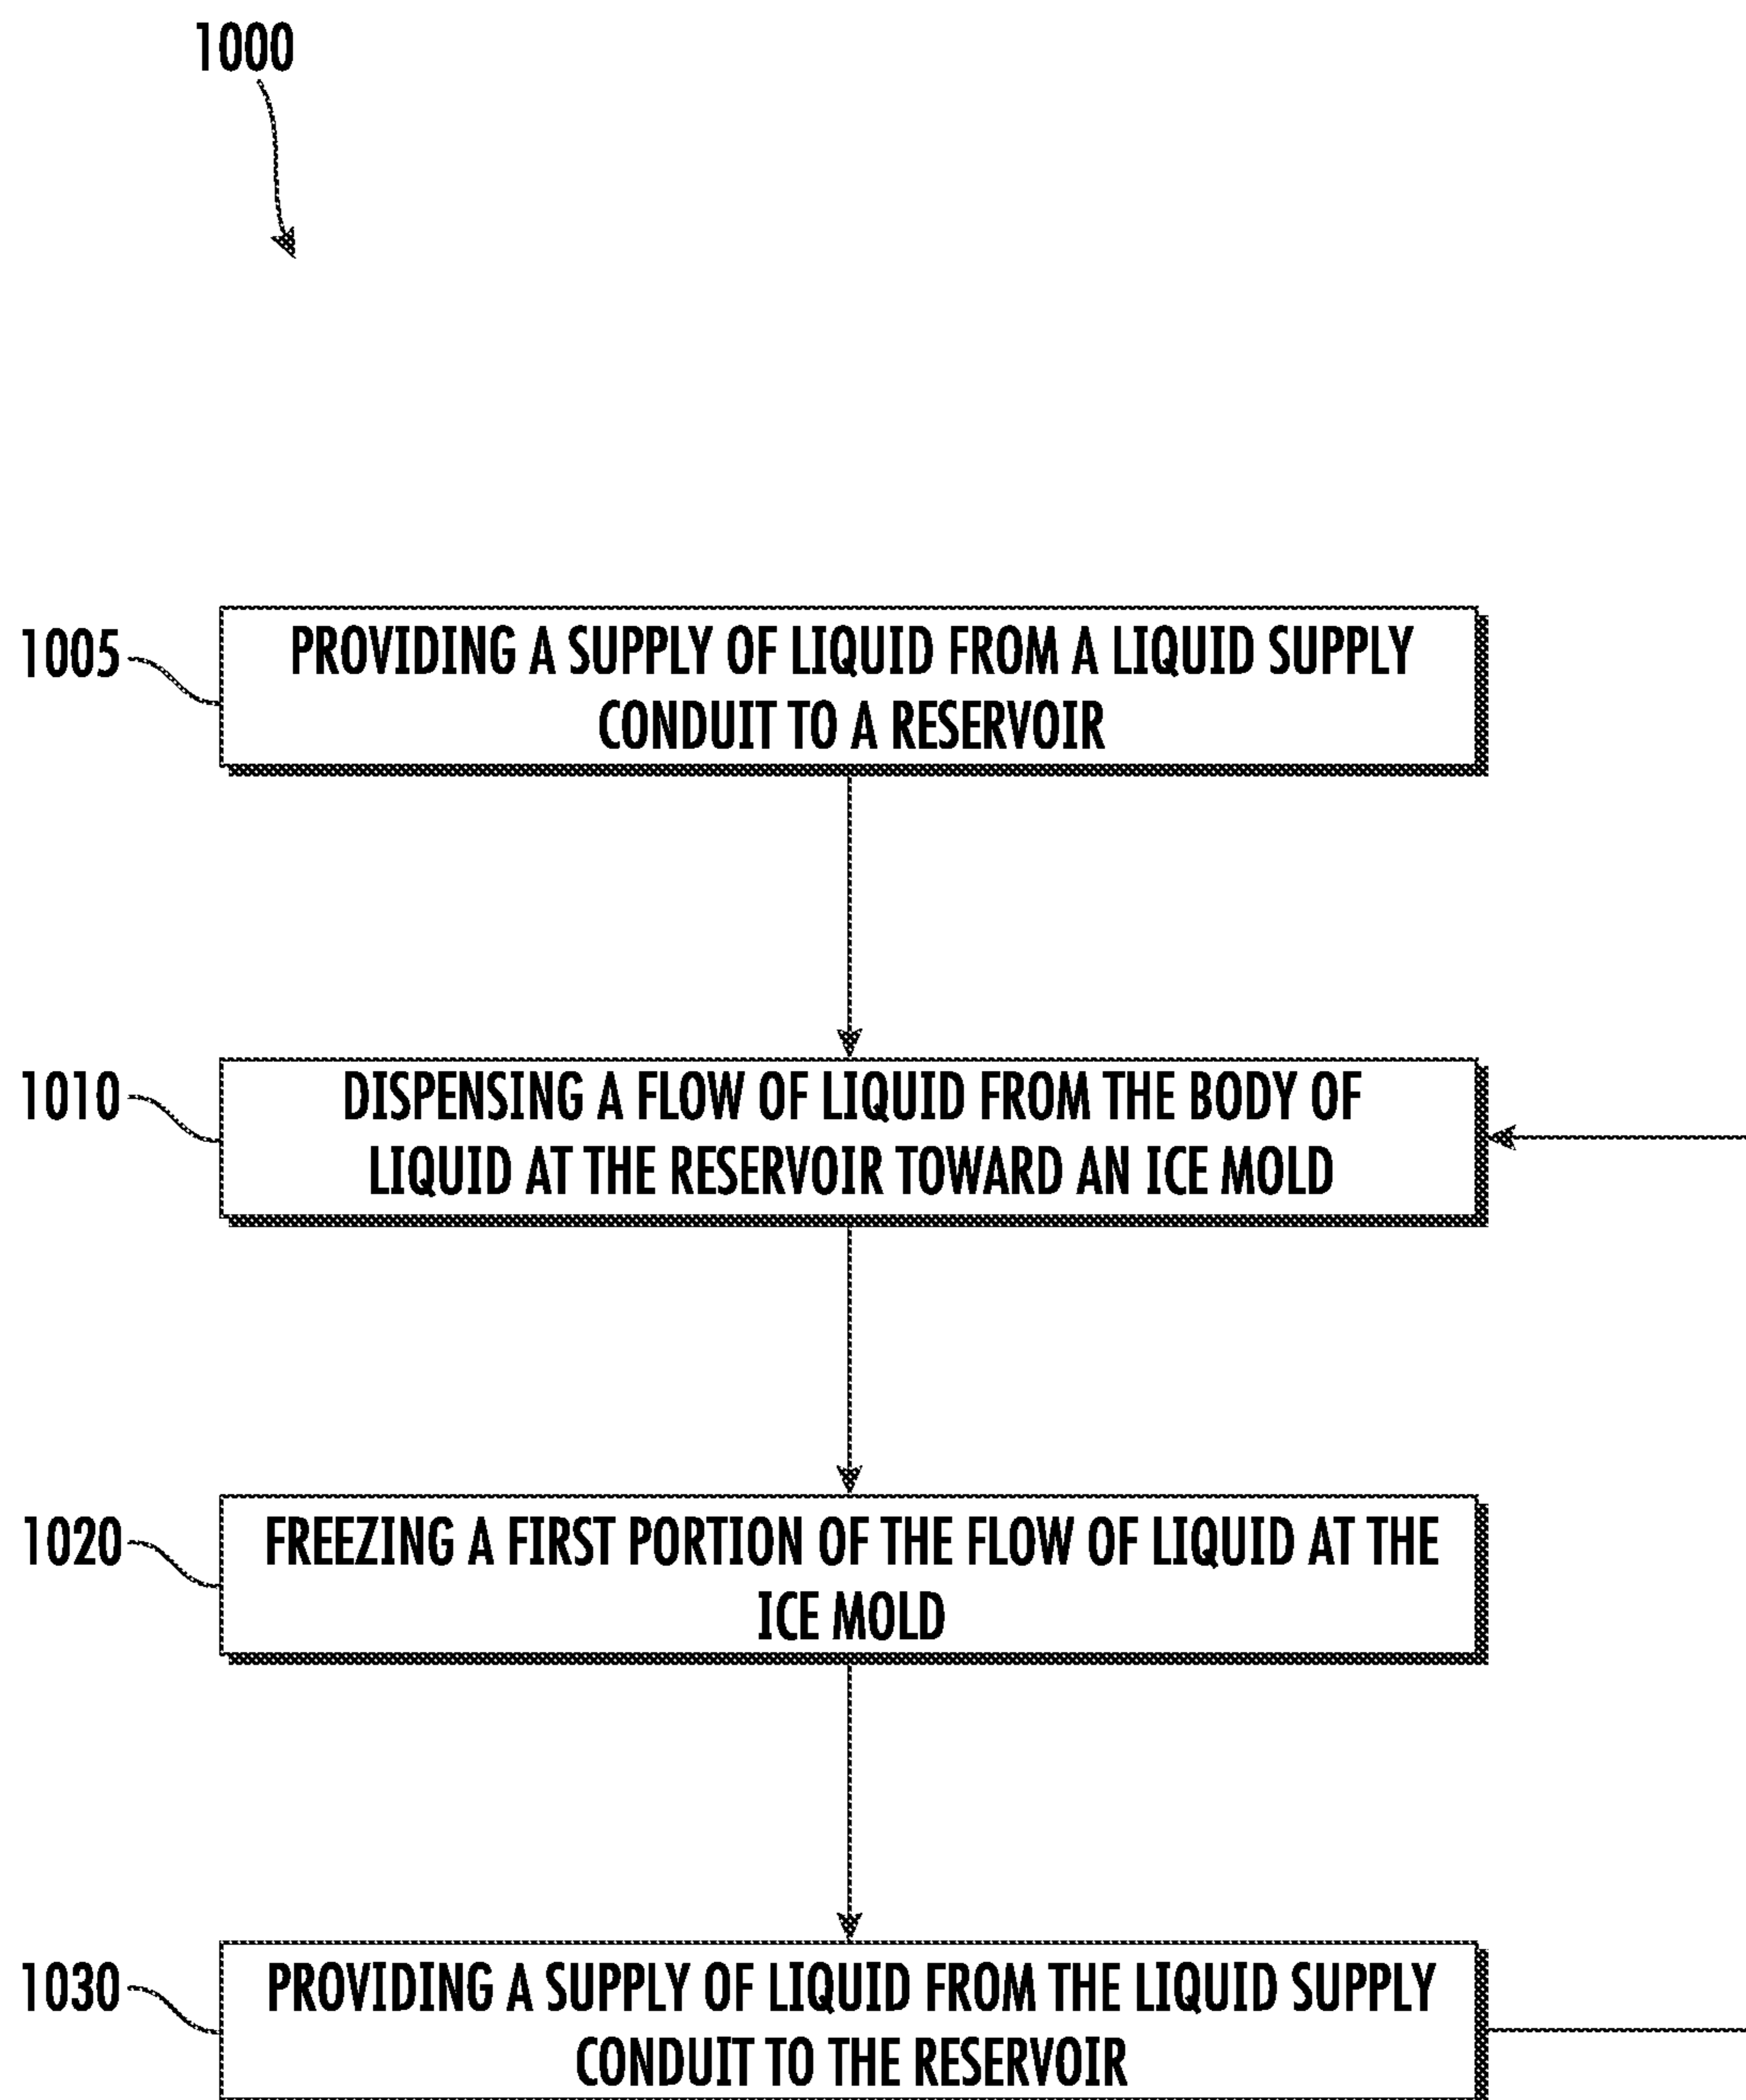 1000
1005
PROVIDING A SUPPLY OF LIQUID FROM A LIQUID SUPPLY
CONDUIT TO A RESERVOIR
1010
DISPENSING A FLOW OF LIQUID FROM THE BODY OF
LIQUID AT THE RESERVOIR TOWARD AN ICE MOLD
1020
FREEZING A FIRST PORTION OF THE FLOW OF LIQUID AT THE
ICE MOLD
1030
PROVIDING A SUPPLY OF LIQUID FROM THE LIQUID SUPPLY
CONDUIT TO THE RESERVOIR